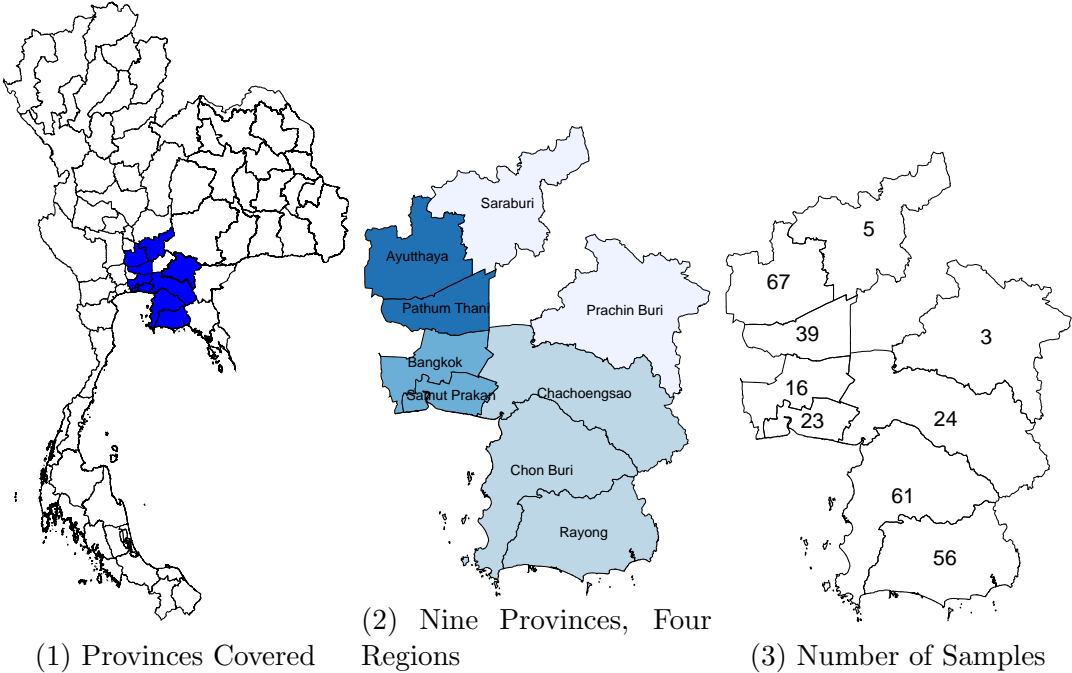 Saraburi
Ayutthaya
Prachin Buri
Pathum Thani
Bangkok
Samut Prakan
Chachoengsao
Chon Buri
Rayong
5
67
39
3
16
23
24
61
56
(1) Provinces Covered
(2) Nine Provinces, Four
Regions
(3) Number of Samples